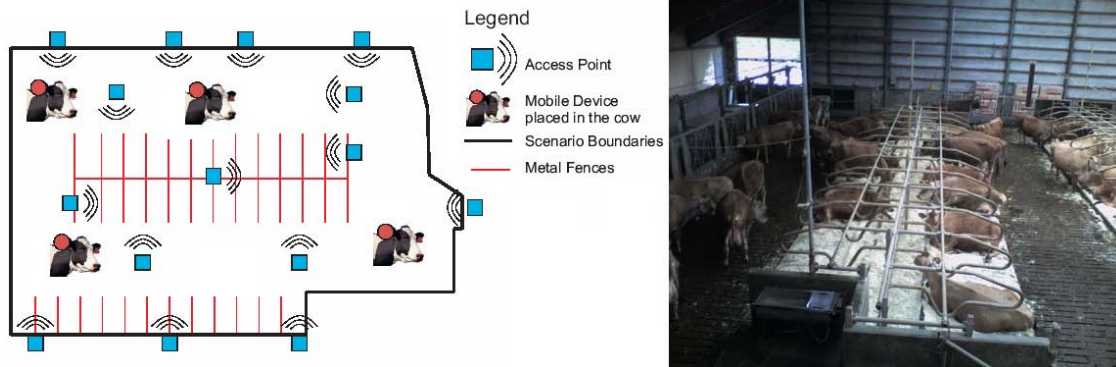 Legend
Access Point
Mobile Device
placed in the cow
Scenario Boundaries
Metal Fences